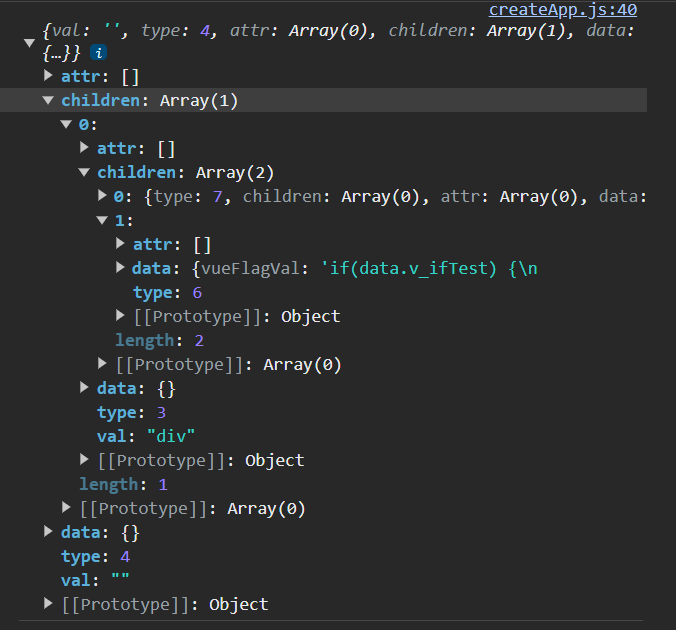 createApp.js:40
{val: '', type: 4, attr: Array(0), children: Array(1), data:
{…}} i
attr: []
children: Array(1)
0:
attr: []
children: Array(2)
0: {type: 7, children: Array(0), attr: Array(0), data:
1:
attr: []
data: {vueFlagVal: 'if(data.v_ifTest) {\n
type: 6
[[Prototype]]: Object
length: 2
[[Prototype]]: Array(0)
data: {}
type: 3
val: "div"
[[Prototype]]: Object
length: 1
[[Prototype]]: Array(0)
data: {}
type: 4
val: ""
[[Prototype]]: Object